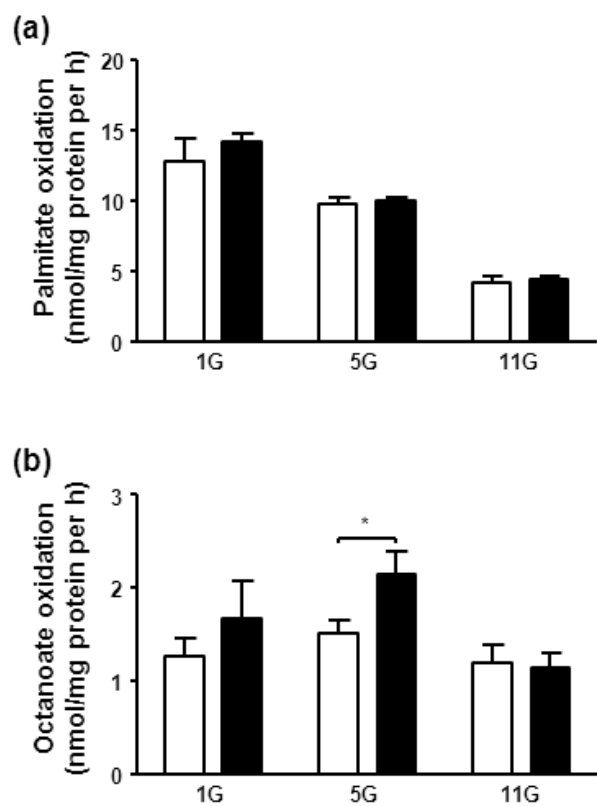 (a)
Palmitate oxidation
(nmol/mg protein per h)
20
15
10
5
0
1G 5G 11G
(b)
Octanoate oxidation
(nmol/mg protein per h)
3
*
2
1
0
1G 5G 11G